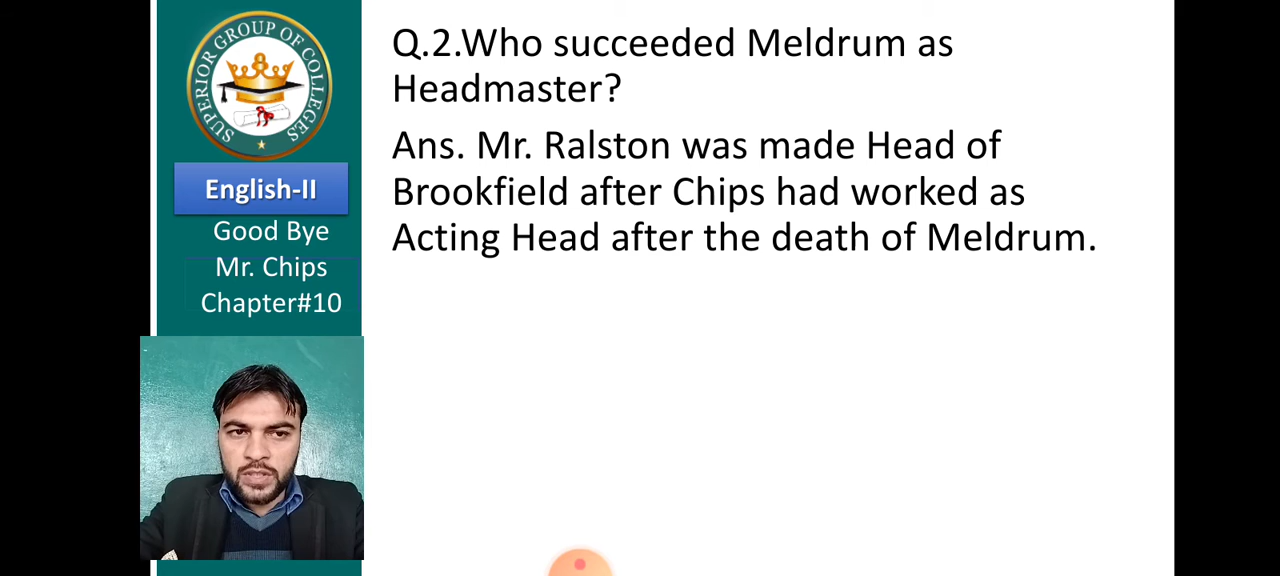 SUPERIOR GROUP OF COLLEGES
English-II
Good Bye
Mr. Chips
Chapter#10
Q.2.Who succeeded Meldrum as
Headmaster?
Ans. Mr. Ralston was made Head of
Brookfield after Chips had worked as
Acting Head after the death of Meldrum.